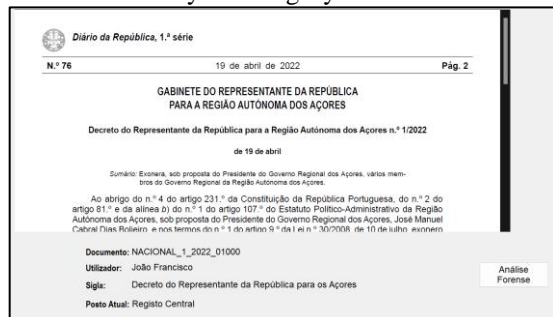 Diário da República, 1.ª série
N.º 76 19 de abril de 2022 Pág. 2
GABINETE DO REPRESENTANTE DA REPÚBLICA
PARA A REGIÃO AUTÓNOMA DOS AÇORES
Decreto do Representante da República para a Região Autónoma dos Açores n.º 1/2022
de 19 de abril
Sumário: Exonera, sob proposta do Presidente do Governo Regional dos Açores, vários mem-
bros do Governo Regional da Região Autónoma dos Açores.
Ao abrigo do n.º 4 do artigo 231.º da Constituição da República Portuguesa, do n.º 2 do
artigo 81.º e da alínea b) do n.º 1 do artigo 107.º do Estatuto Político-Administrativo da Região
Autónoma dos Açores, sob proposta do Presidente do Governo Regional dos Açores, José Manuel
Cabral Dias Bolieiro, e nos termos do n.º 1 do artigo 9.º da Lei n.º 30/2008, de 10 de julho, exonero
Documento: NACIONAL_1_2022_01000
Utilizador: João Francisco
Análise
Forense
Sigla: Decreto do Representante da República para os Açores
Posto Atual: Registo Central